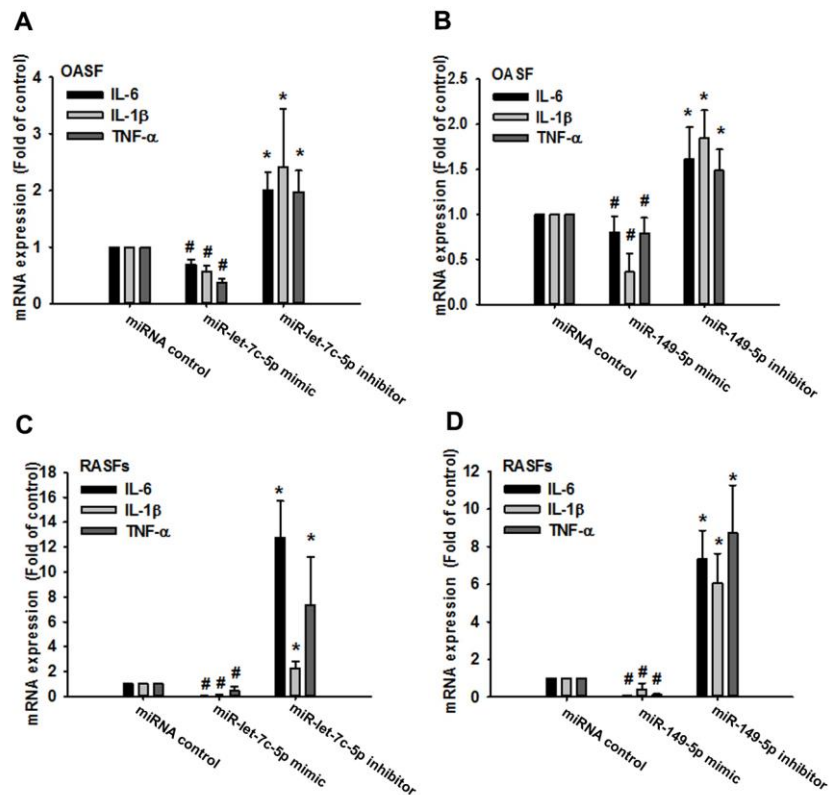 A
mRNA expression (Fold of control)
OASF
IL-6
IL-1β
TNF-α
4
3
2
1
0
*
*
*
#
#
#
miRNA control
miR-let-7c-5p mimic
miR-let-7c-5p inhibitor
B
mRNA expression (Fold of control)
OASF
IL-6
IL-1β
TNF-α
2.5
2.0
1.5
1.0
0.5
0.0
*
*
*
#
#
#
miRNA control
miR-149-5p mimic
miR-149-5p inhibitor
C
mRNA expression (Fold of control)
RASFs
IL-6
IL-1β
TNF-α
18
16
14
12
10
8
6
4
2
0
*
*
*
#
#
#
miRNA control
miR-let-7c-5p mimic
miR-let-7c-5p inhibitor
D
mRNA expression (Fold of control)
RASFs
IL-6
IL-1β
TNF-α
12
10
8
6
4
2
0
*
*
*
#
#
#
miRNA control
miR-149-5p mimic
miR-149-5p inhibitor